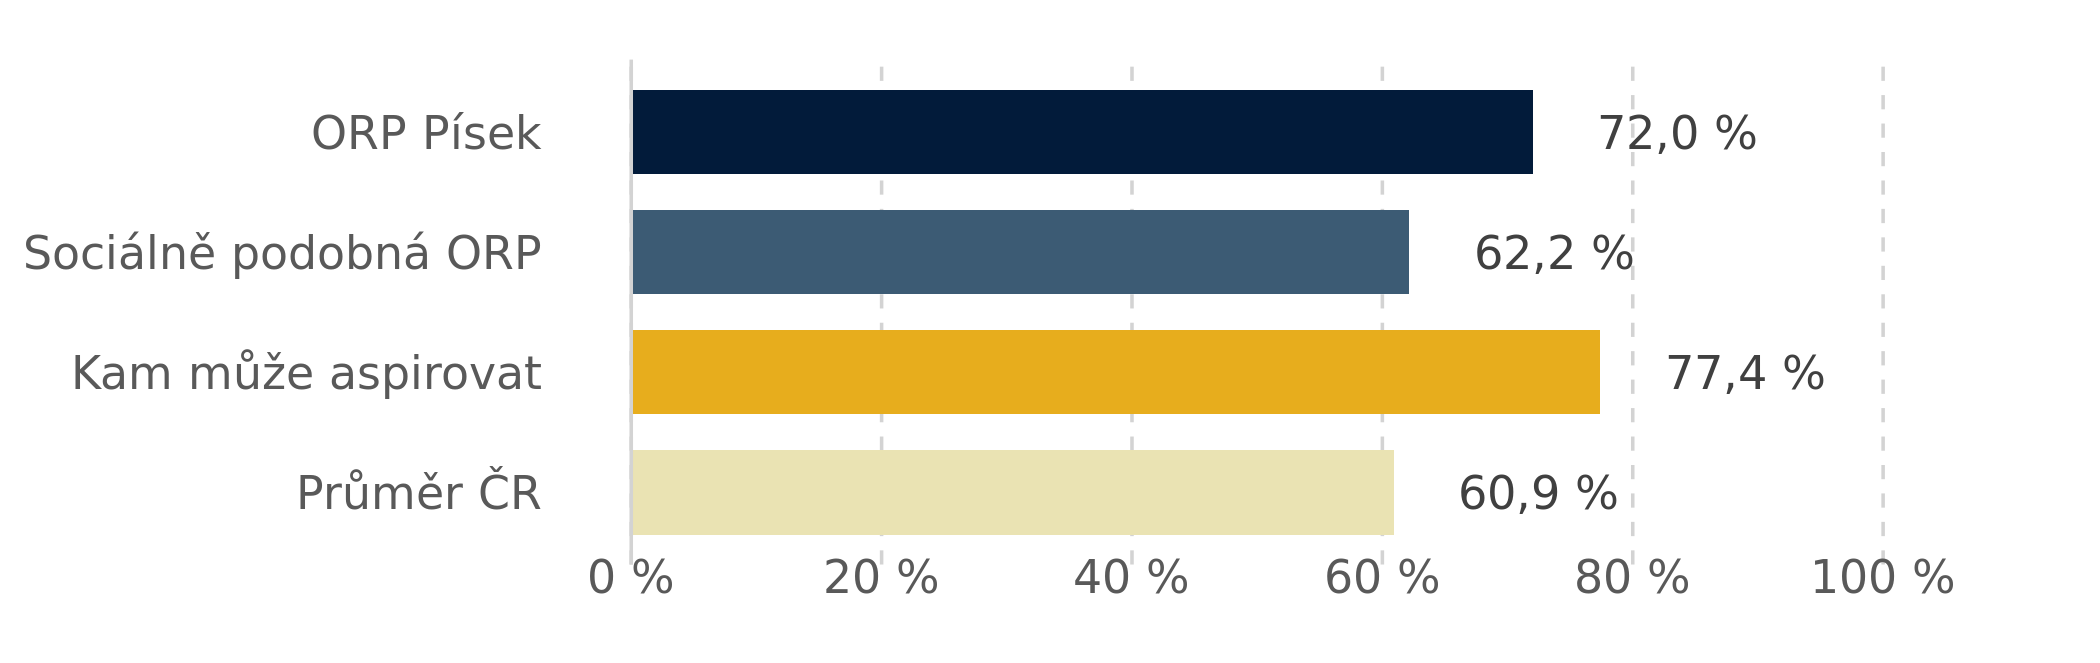 ORP Písek 72,0 %
Sociálně podobná ORP 62,2 %
Kam může aspirovat 77,4 %
Průměr ČR 60,9 %
0 % 20 % 40 % 60 % 80 % 100 %